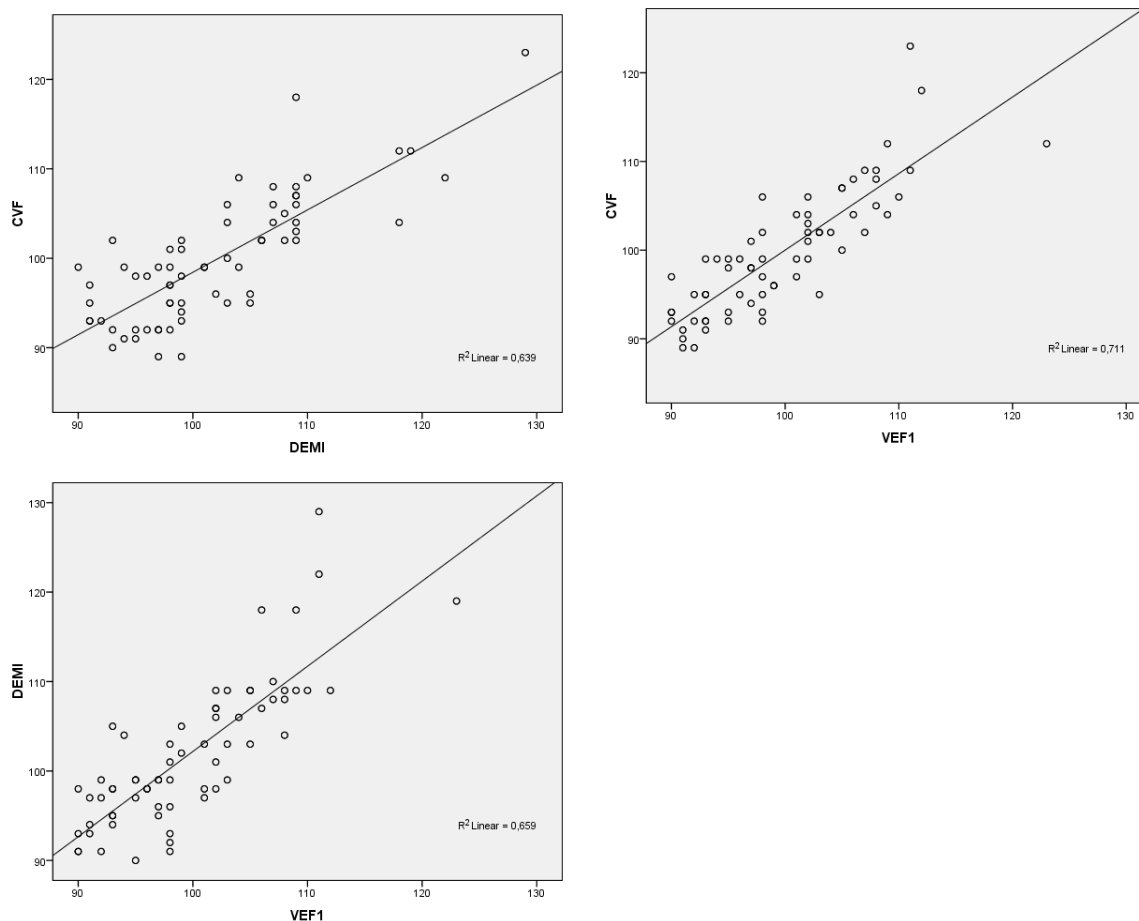 120
110
100
90
CVF
R² Linear = 0,639
90 100 110 120 130
DEMI
120
110
100
90
CVF
R² Linear = 0,711
90 100 110 120 130
VEF1
130
120
110
100
90
DEMI
R² Linear = 0,659
90 100 110 120 130
VEF1